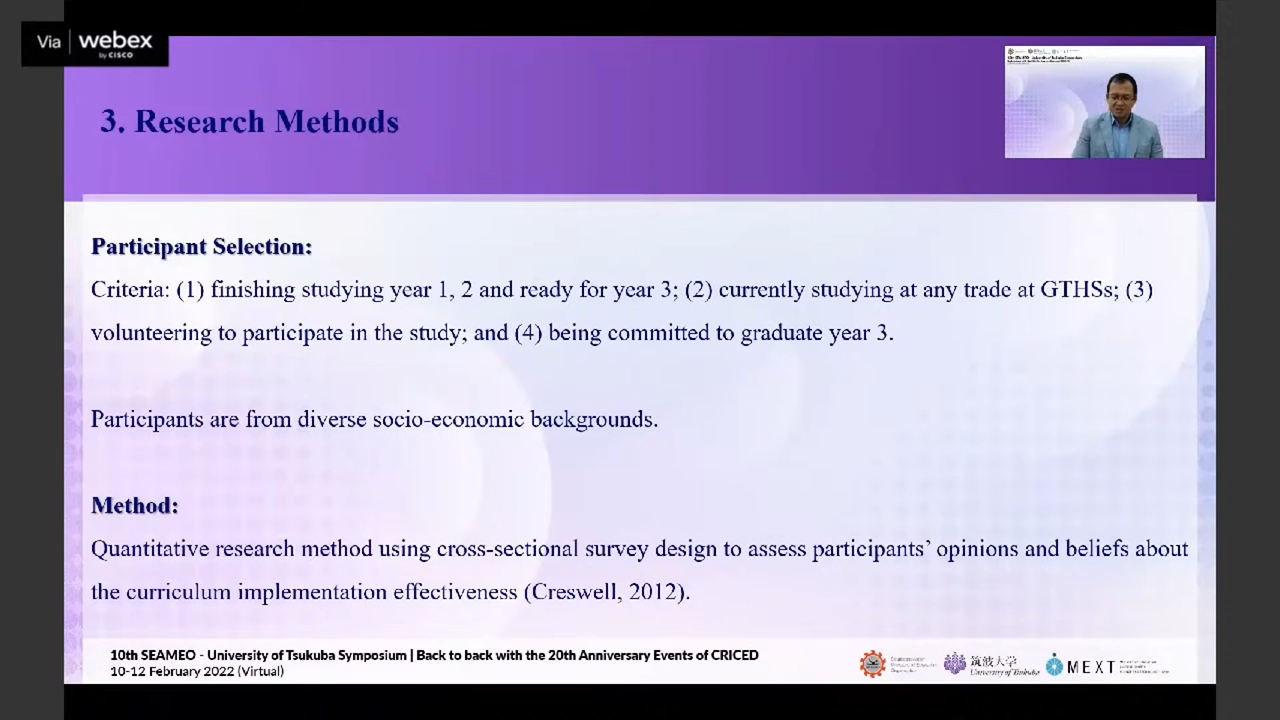 Via webex
by CISCO
3. Research Methods
Participant Selection:
Criteria: (1) finishing studying year 1, 2 and ready for year 3; (2) currently studying at any trade at GTHSs; (3)
volunteering to participate in the study; and (4) being committed to graduate year 3.
Participants are from diverse socio-economic backgrounds.
Method:
Quantitative research method using cross-sectional survey design to assess participants’ opinions and beliefs about
the curriculum implementation effectiveness (Creswell, 2012).
10th SEAMEO - University of Tsukuba Symposium | Back to back with the 20th Anniversary Events of CRICED
10-12 February 2022 (Virtual)
筑波大学
University of Tsukuba
MEXT